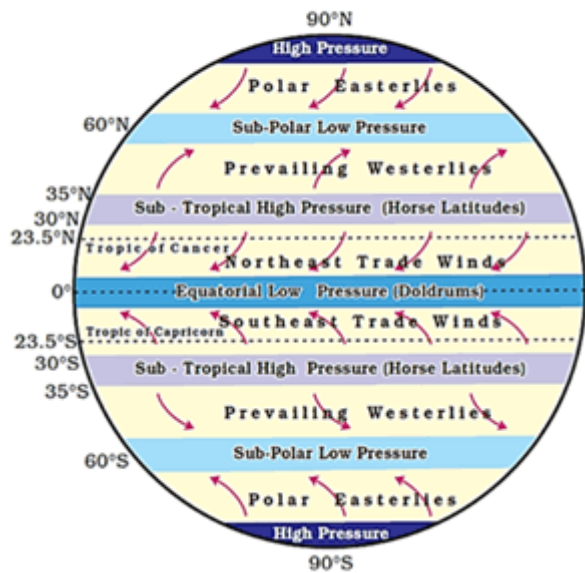 90°N
High Pressure
Polar Easterlies
60°N
Sub-Polar Low Pressure
Prevailing Westerlies
35°N
Sub - Tropical High Pressure (Horse Latitudes)
30°N
23.5°N
Tropic of Cancer
Northeast Trade Winds
0°
Equatorial Low Pressure (Doldrums)
Southeast Trade Winds
Tropic of Capricorn
23.5°S
30°S
Sub - Tropical High Pressure (Horse Latitudes)
35°S
Prevailing Westerlies
60°S
Sub-Polar Low Pressure
Polar Easterlies
High Pressure
90°S